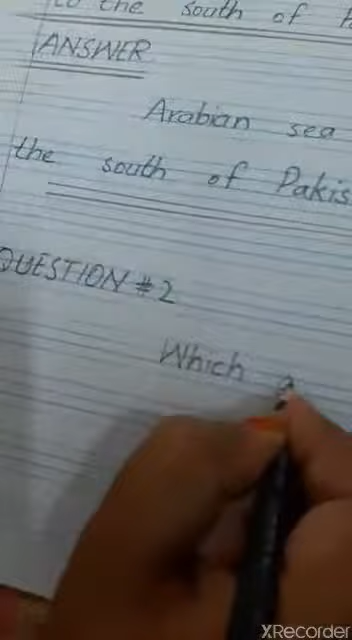 to the south of
ANSWER
Arabian sea
the south of Pakis
QUESTION #2
Which
XRecorder